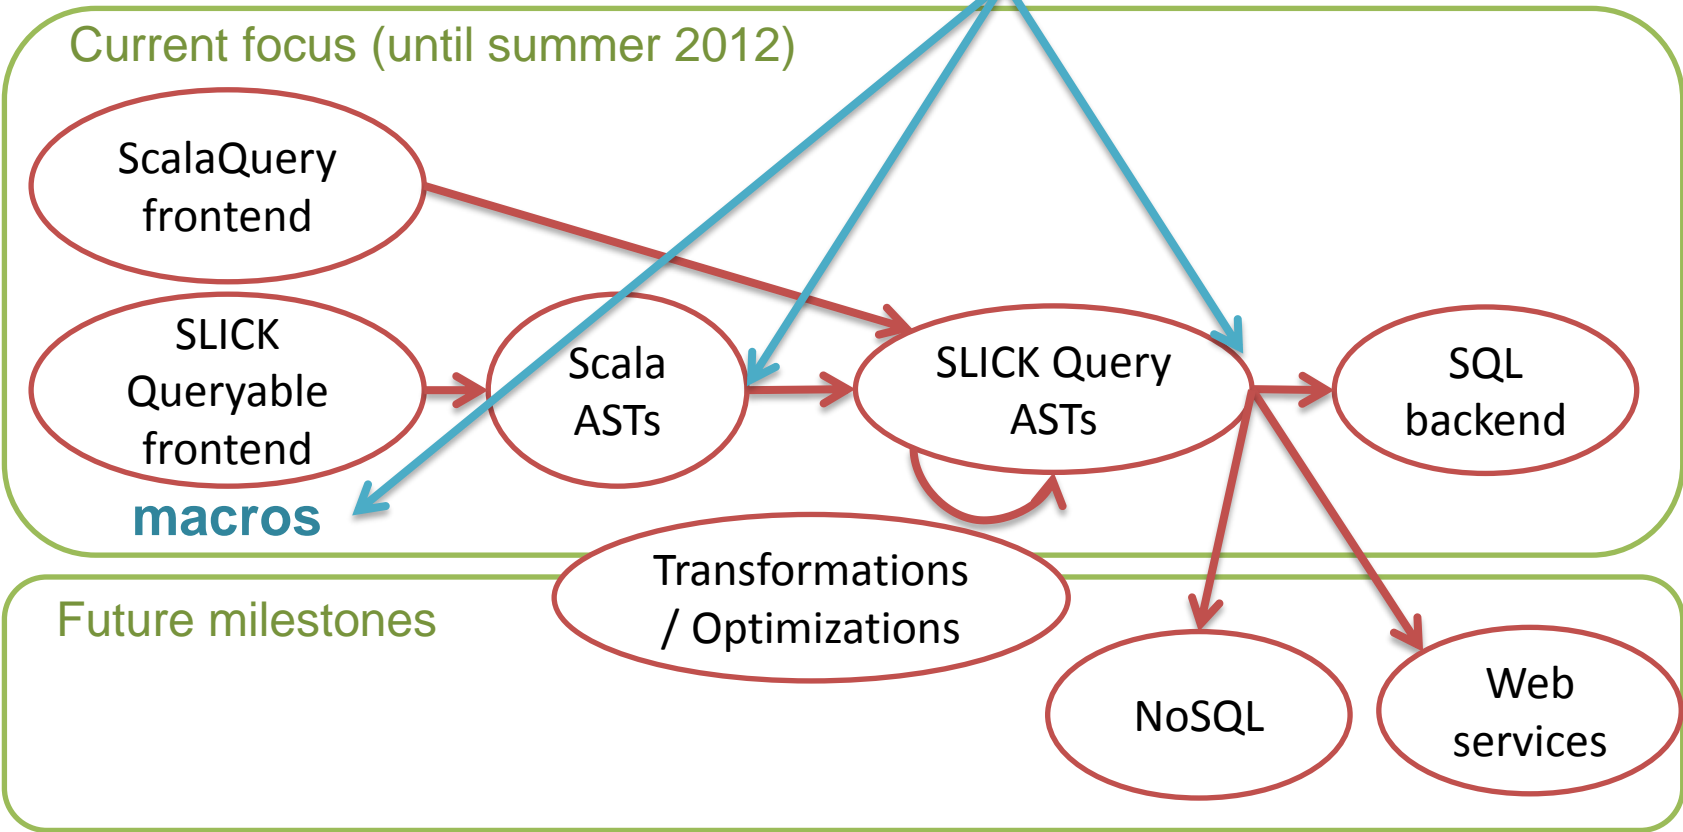 Current focus (until summer 2012)
ScalaQuery
frontend
SLICK
Queryable
frontend
macros
Scala
ASTs
SLICK Query
ASTs
SQL
backend
Transformations
/ Optimizations
Future milestones
NoSQL
Web
services